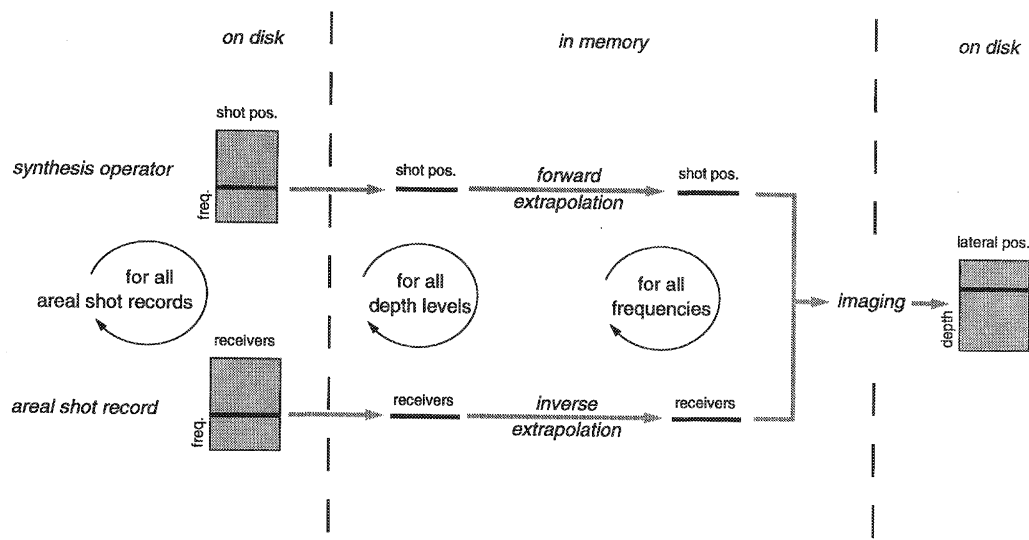 on disk
in memory
on disk
shot pos.
synthesis operator
freq.
shot pos.
forward
extrapolation
shot pos.
for all
areal shot records
for all
depth levels
for all
frequencies
lateral pos.
depth
imaging
receivers
areal shot record
freq.
receivers
inverse
extrapolation
receivers